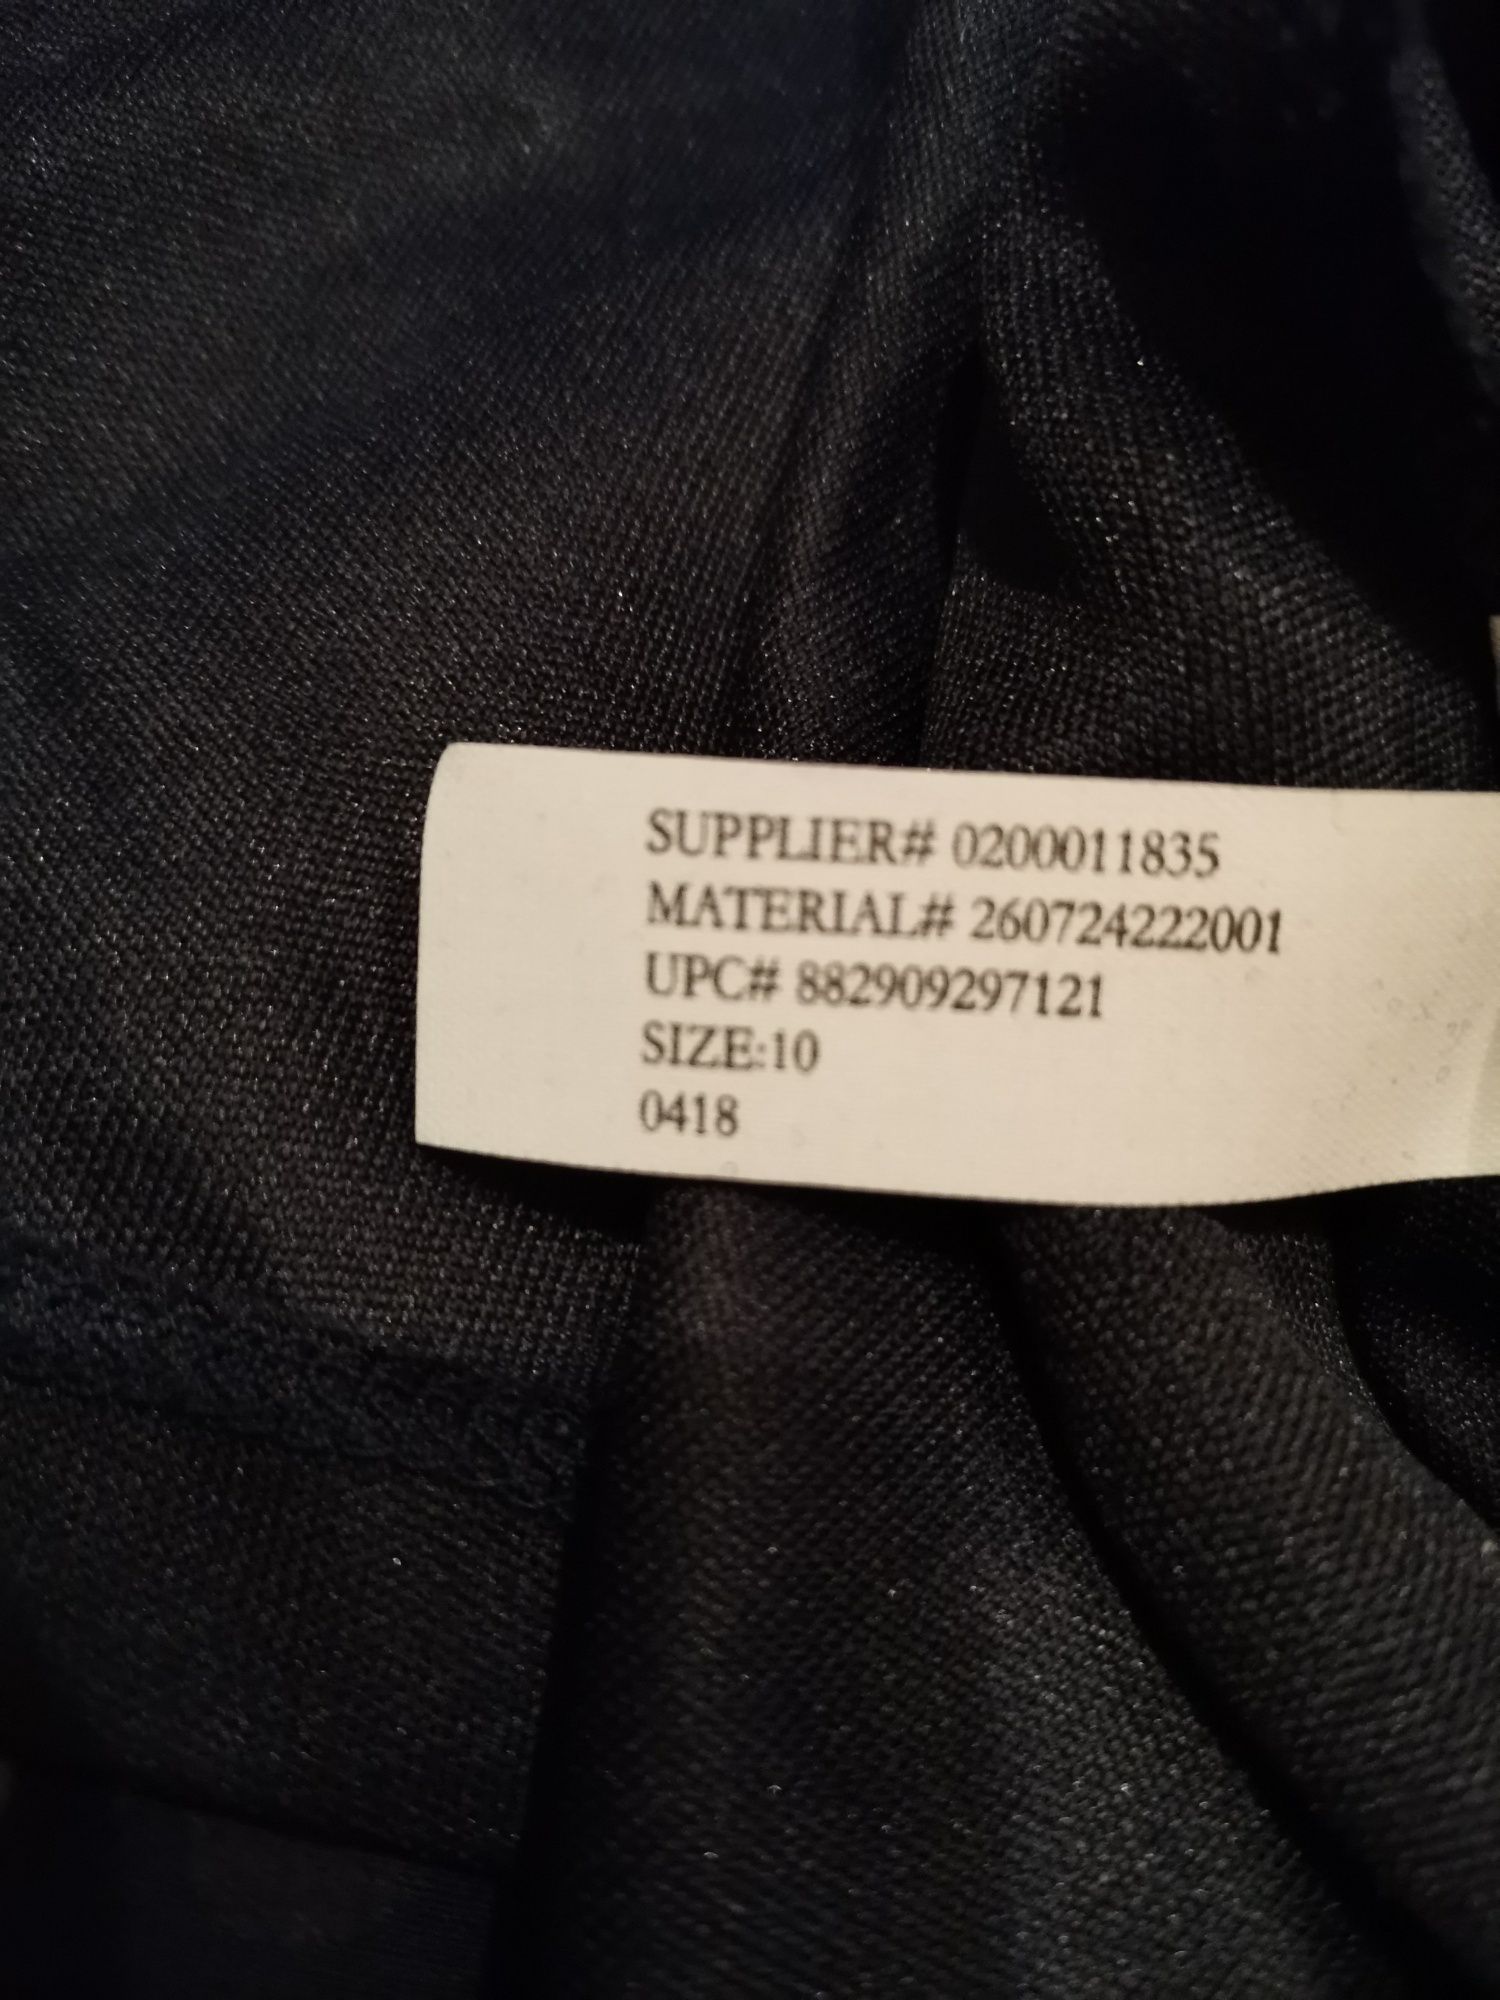 SUPPLIER# 0200011835
MATERIAL# 260724222001
UPC# 882909297121
SIZE:10
0418